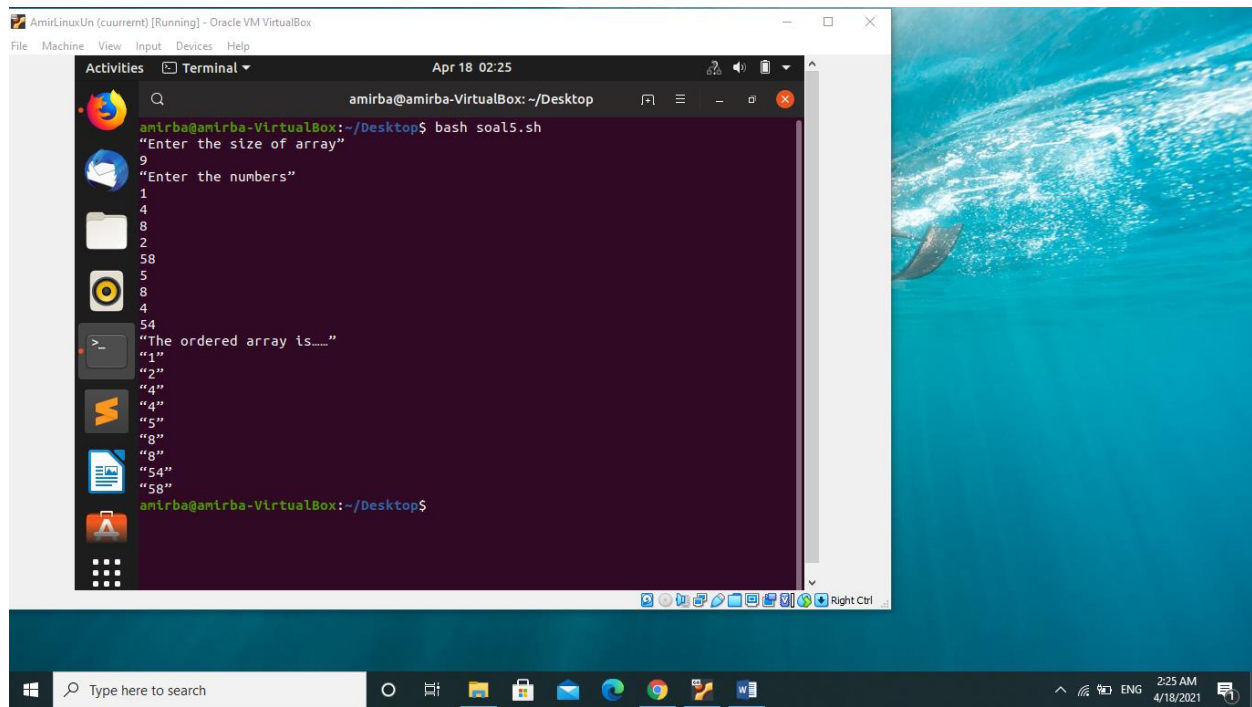 AmirLinuxUn (cuurrernt) [Running] - Oracle VM VirtualBox
File Machine View Input Devices Help
Activities Terminal Apr 18 02:25
amirba@amirba-VirtualBox: ~/Desktop
amirba@amirba-VirtualBox:~/Desktop$ bash soal5.sh
“Enter the size of array”
9
“Enter the numbers”
1
4
8
2
58
5
8
4
54
“The ordered array is……”
“1”
“2”
“4”
“4”
“5”
“8”
“8”
“54”
“58”
amirba@amirba-VirtualBox:~/Desktop$
Right Ctrl
Type here to search
ENG
2:25 AM
4/18/2021